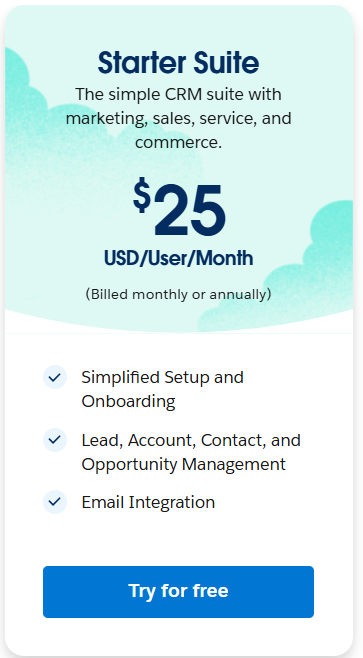 Starter Suite
The simple CRM suite with
marketing, sales, service, and
commerce.
$25
USD/User/Month
(Billed monthly or annually)
Simplified Setup and
Onboarding
Lead, Account, Contact, and
Opportunity Management
Email Integration
Try for free